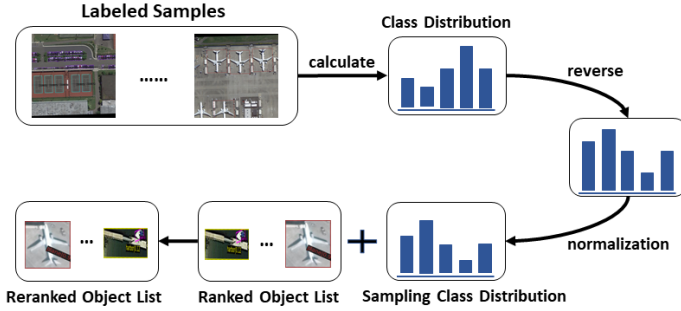 Labeled Samples
Class Distribution
calculate
reverse
normalization
Reranked Object List
Ranked Object List
Sampling Class Distribution